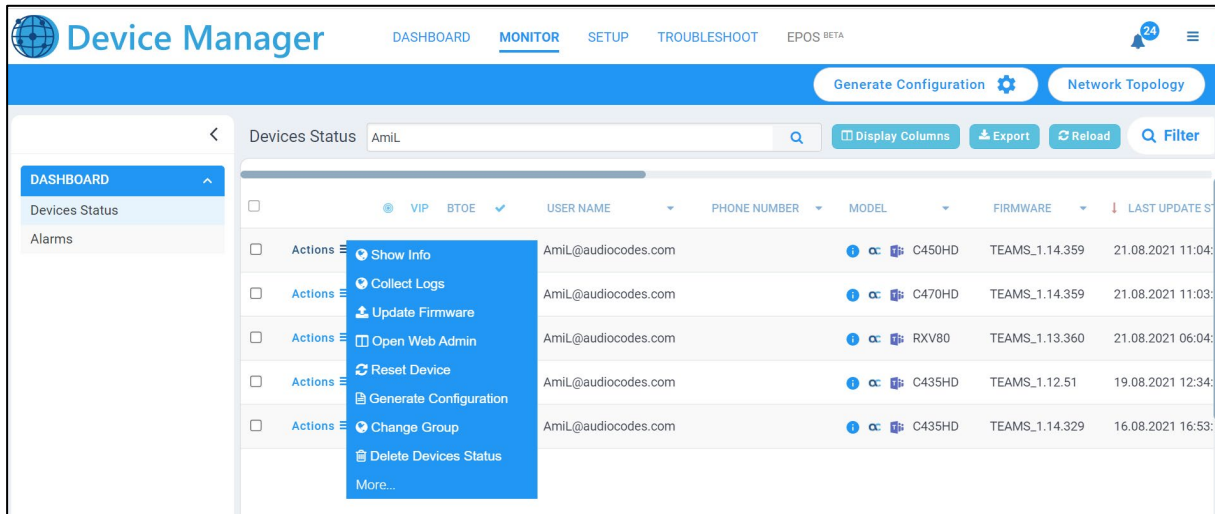 Device Manager DASHBOARD MONITOR SETUP TROUBLESHOOT EPOS BETA 24
Generate Configuration Network Topology
Devices Status AmiL Display Columns Export Reload Filter
DASHBOARD
Devices Status
Alarms
VIP BTOE USER NAME PHONE NUMBER MODEL FIRMWARE LAST UPDATE ST
Actions AmiL@audiocodes.com C450HD TEAMS_1.14.359 21.08.2021 11:04:
Actions AmiL@audiocodes.com C470HD TEAMS_1.14.359 21.08.2021 11:03:
Actions AmiL@audiocodes.com RXV80 TEAMS_1.13.360 21.08.2021 06:04:
Actions AmiL@audiocodes.com C435HD TEAMS_1.12.51 19.08.2021 12:34:
Actions AmiL@audiocodes.com C435HD TEAMS_1.14.329 16.08.2021 16:53:
Show Info
Collect Logs
Update Firmware
Open Web Admin
Reset Device
Generate Configuration
Change Group
Delete Devices Status
More...